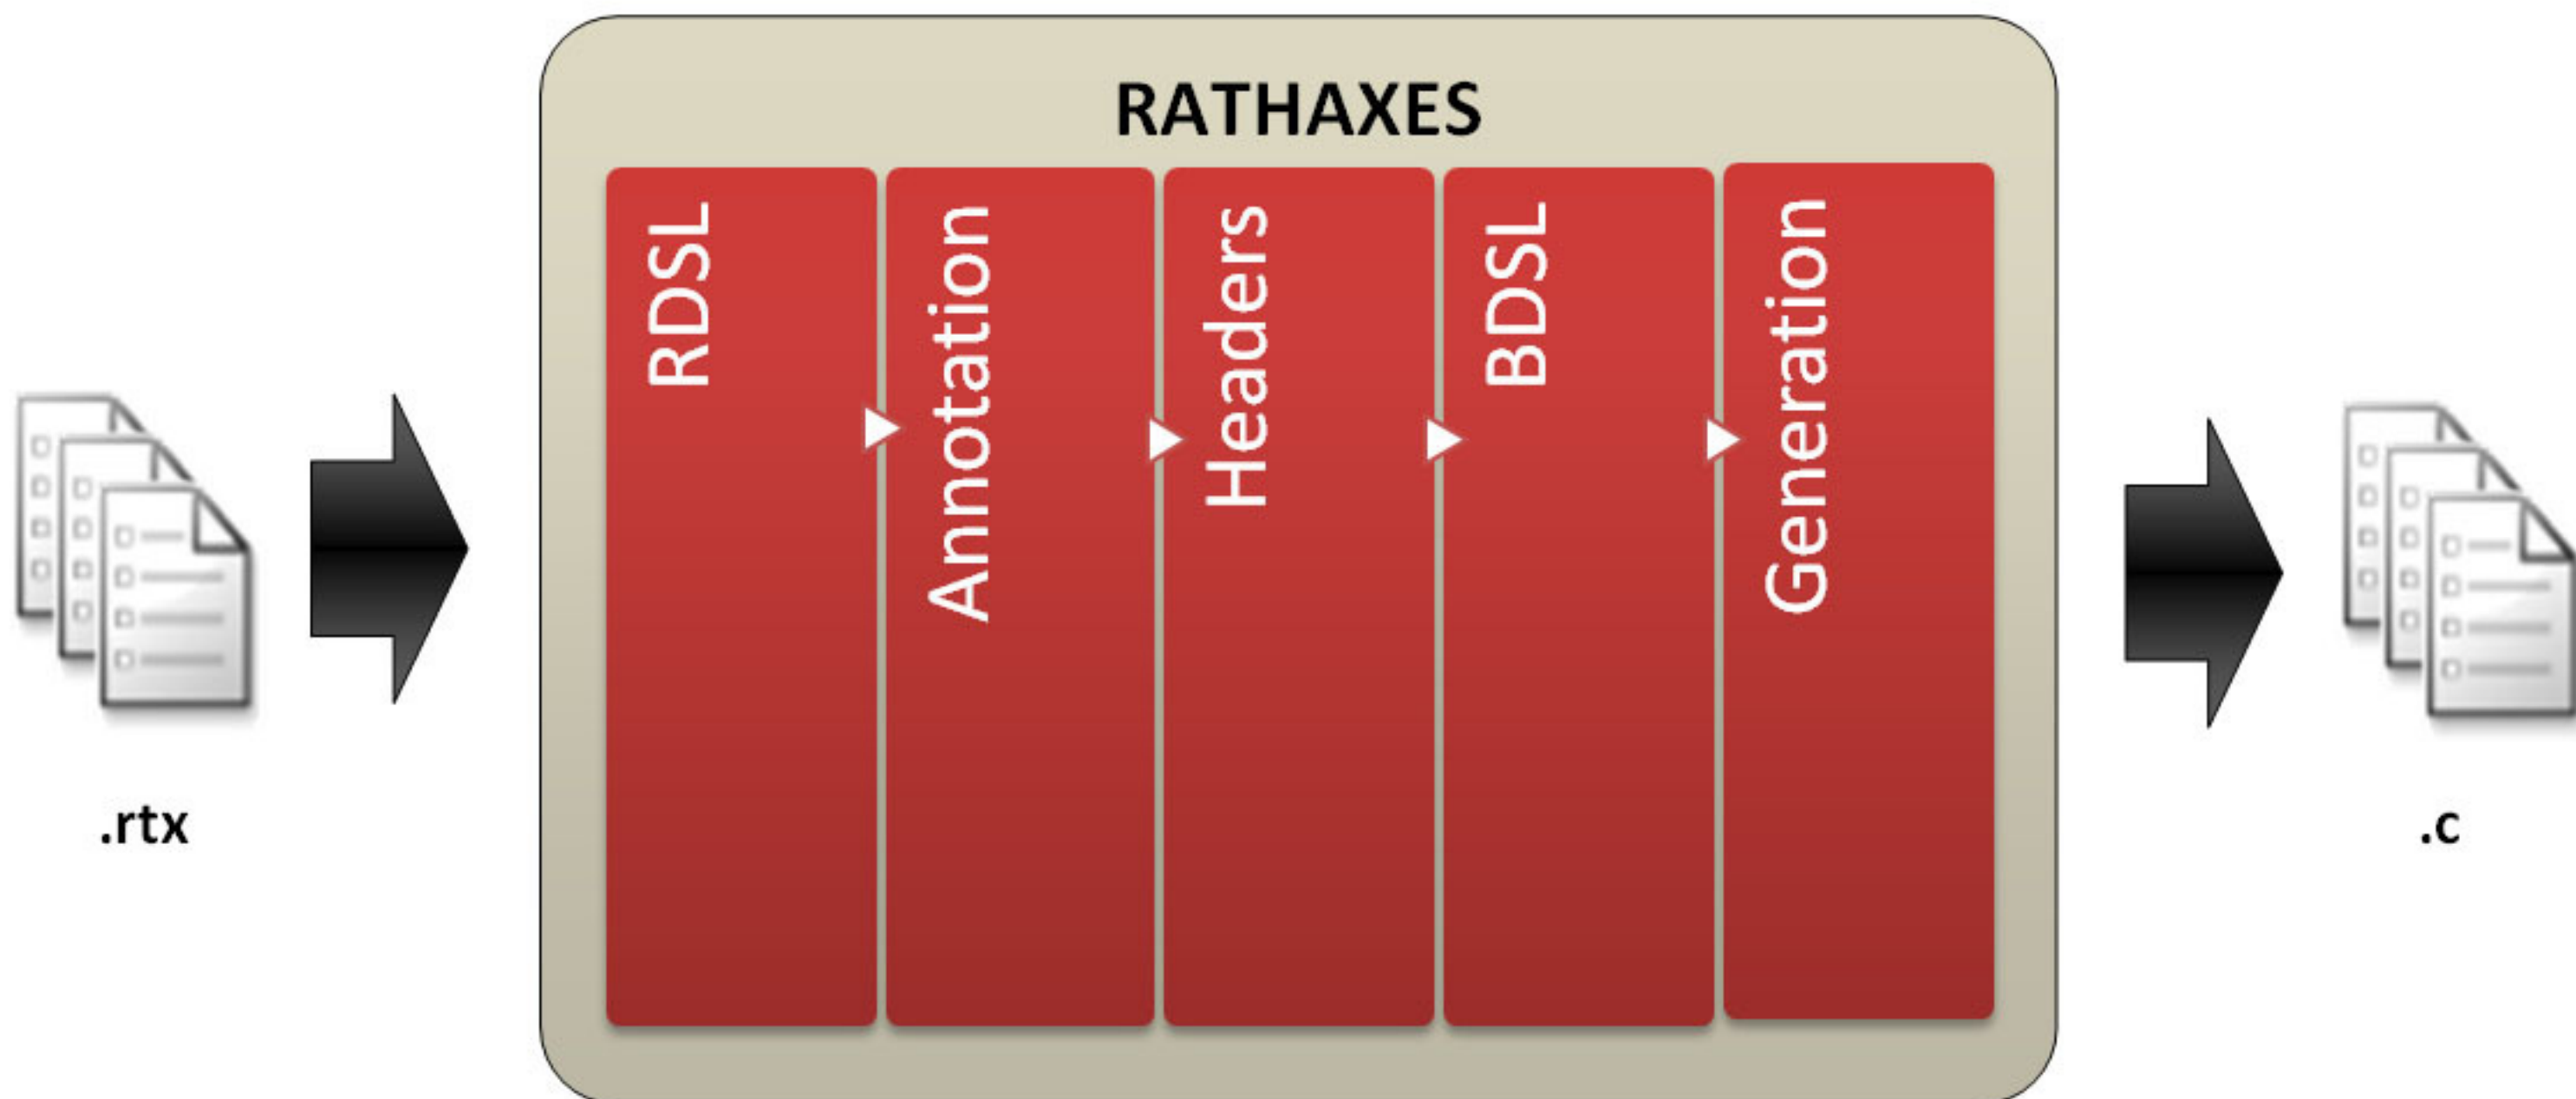 RATHAXES
RDSL
Annotation
Headers
BDSL
Generation
.rtx
.c